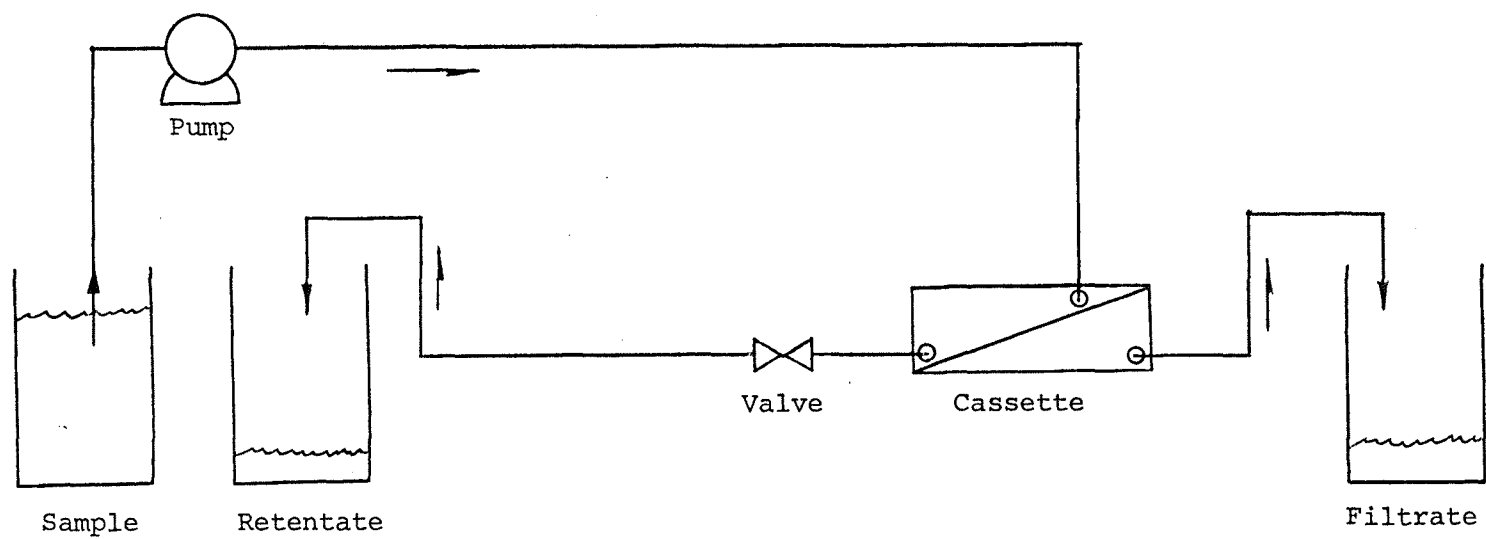 Pump
Valve
Cassette
Sample
Retentate
Filtrate